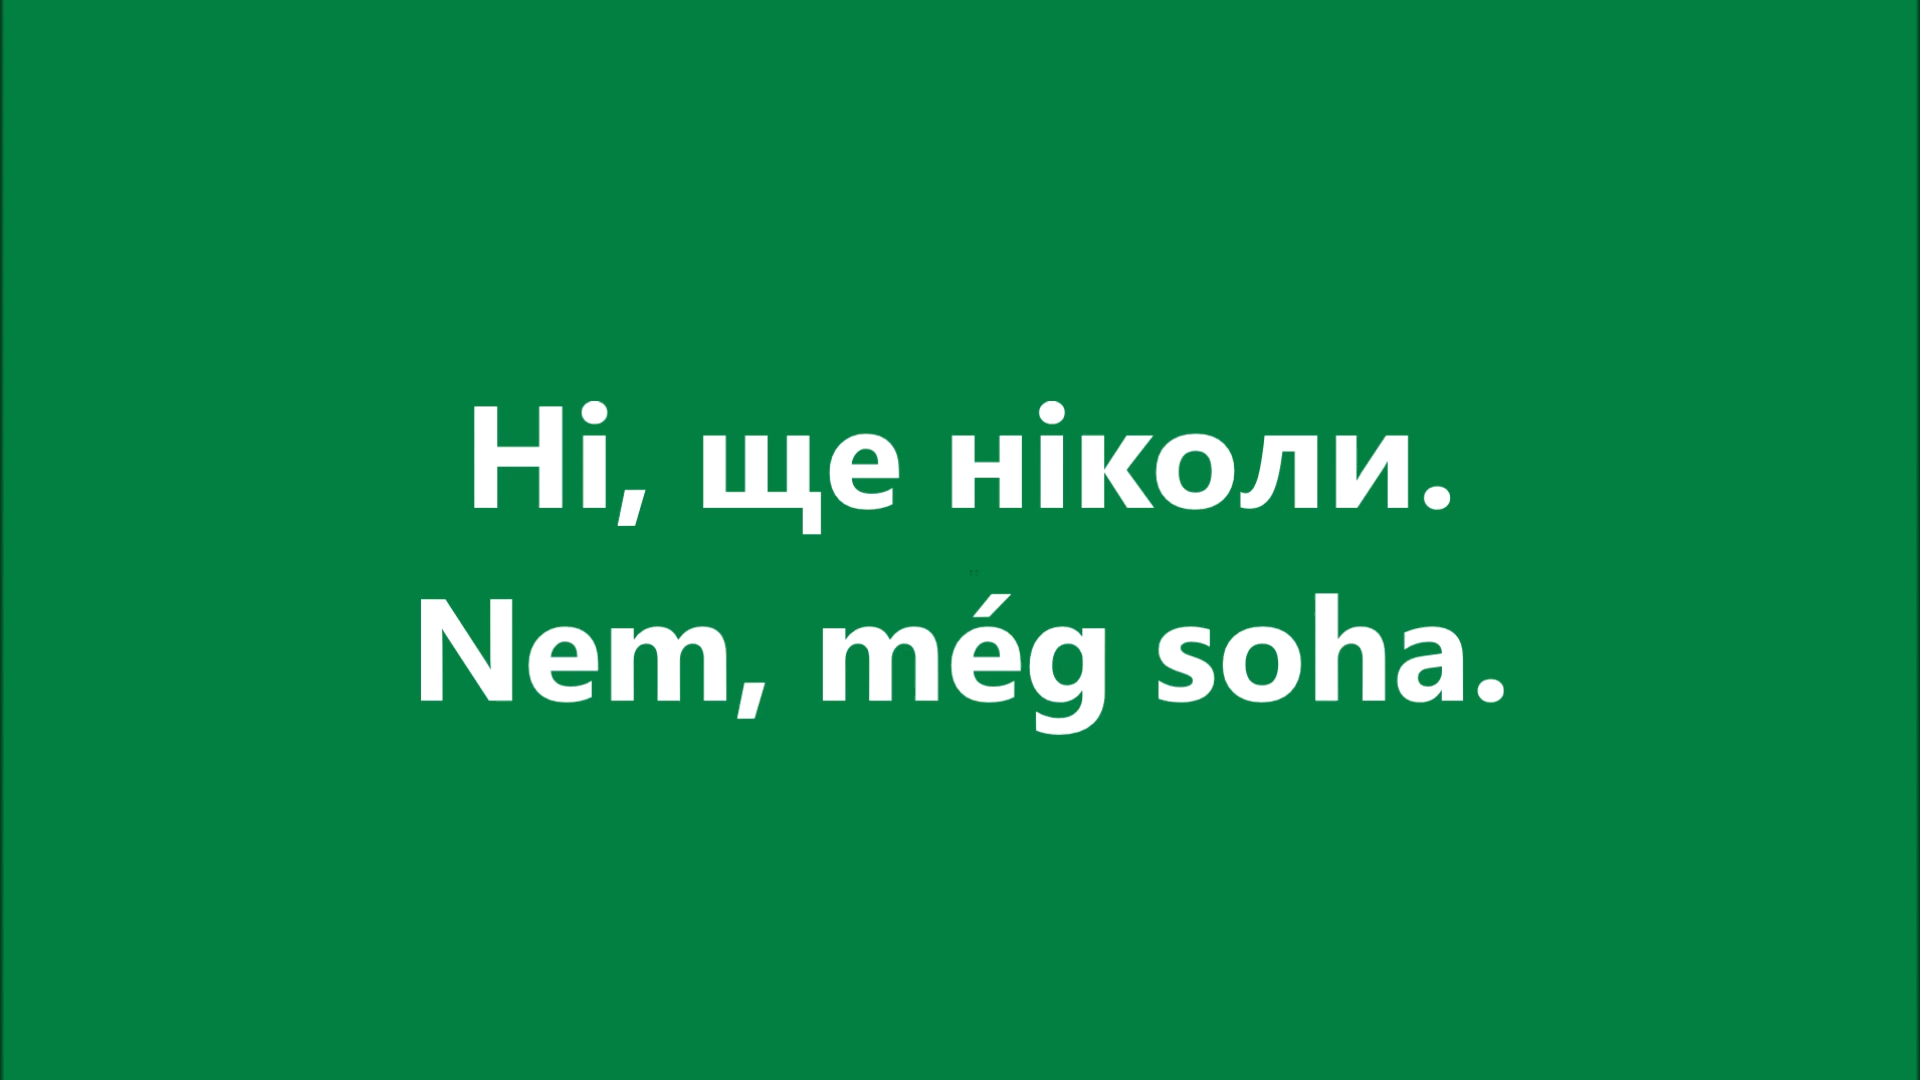 Ні, ще ніколи.
Nem, még soha.